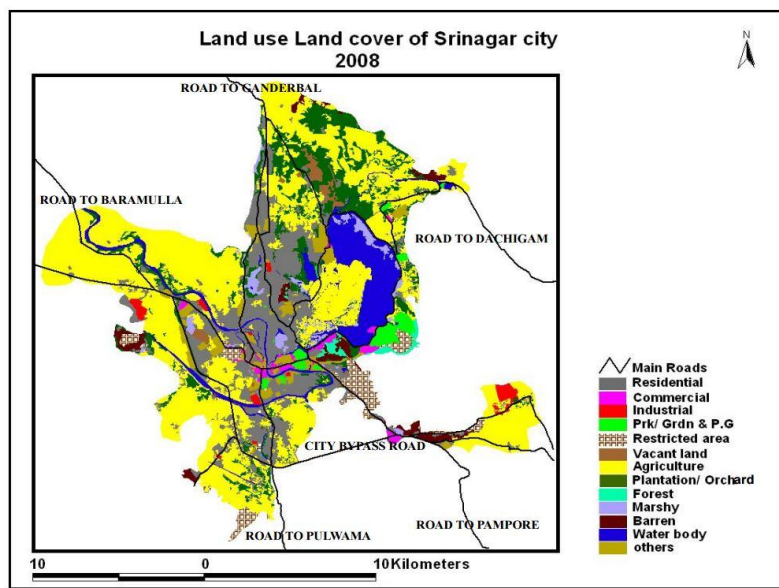 Land use Land cover of Srinagar city
2008
N
ROAD TO GANDERBAL
ROAD TO BARAMULLA
ROAD TO DACHIGAM
CITY BYPASS ROAD
ROAD TO PULWAMA
ROAD TO PAMPORE
Main Roads
Residential
Commercial
Industrial
Prk/ Grdn & P.G
Restricted area
Vacant land
Agriculture
Plantation/ Orchard
Forest
Marshy
Barren
Water body
others
10 0 10 Kilometers